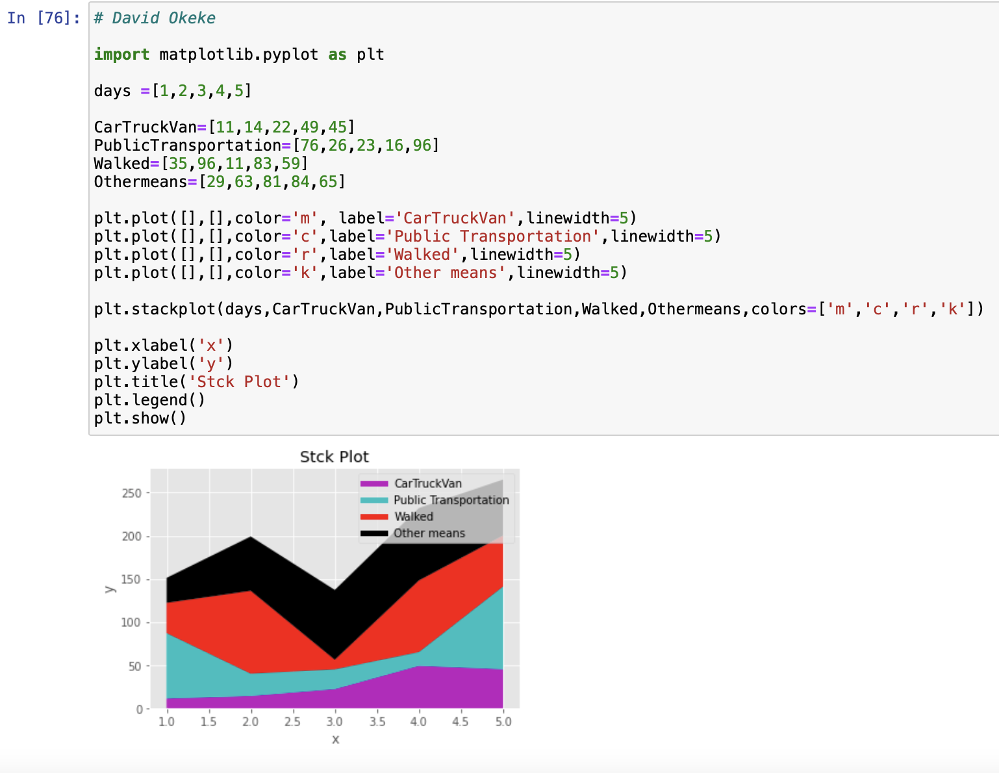 In [76]:
# David Okeke
import matplotlib.pyplot as plt
days =[1,2,3,4,5]
CarTruckVan=[11,14,22,49,45]
PublicTransportation=[76,26,23,16,96]
Walked=[35,96,11,83,59]
Othermeans=[29,63,81,84,65]
plt.plot([],[],color='m', label='CarTruckVan',linewidth=5)
plt.plot([],[],color='c',label='Public Transportation',linewidth=5)
plt.plot([],[],color='r',label='Walked',linewidth=5)
plt.plot([],[],color='k',label='Other means',linewidth=5)
plt.stackplot(days,CarTruckVan,PublicTransportation,Walked,Othermeans,colors=['m','c','r','k'])
plt.xlabel('x')
plt.ylabel('y')
plt.title('Stck Plot')
plt.legend()
plt.show()
Stck Plot
CarTruckVan
Public Transportation
Walked
Other means
250
200
150
100
50
0
y
1.0 1.5 2.0 2.5 3.0 3.5 4.0 4.5 5.0
x